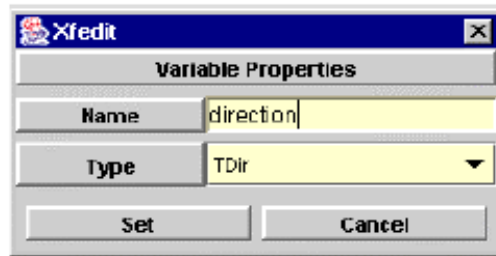 Xfedit
Variable Properties
Name direction
Type TDir
Set Cancel